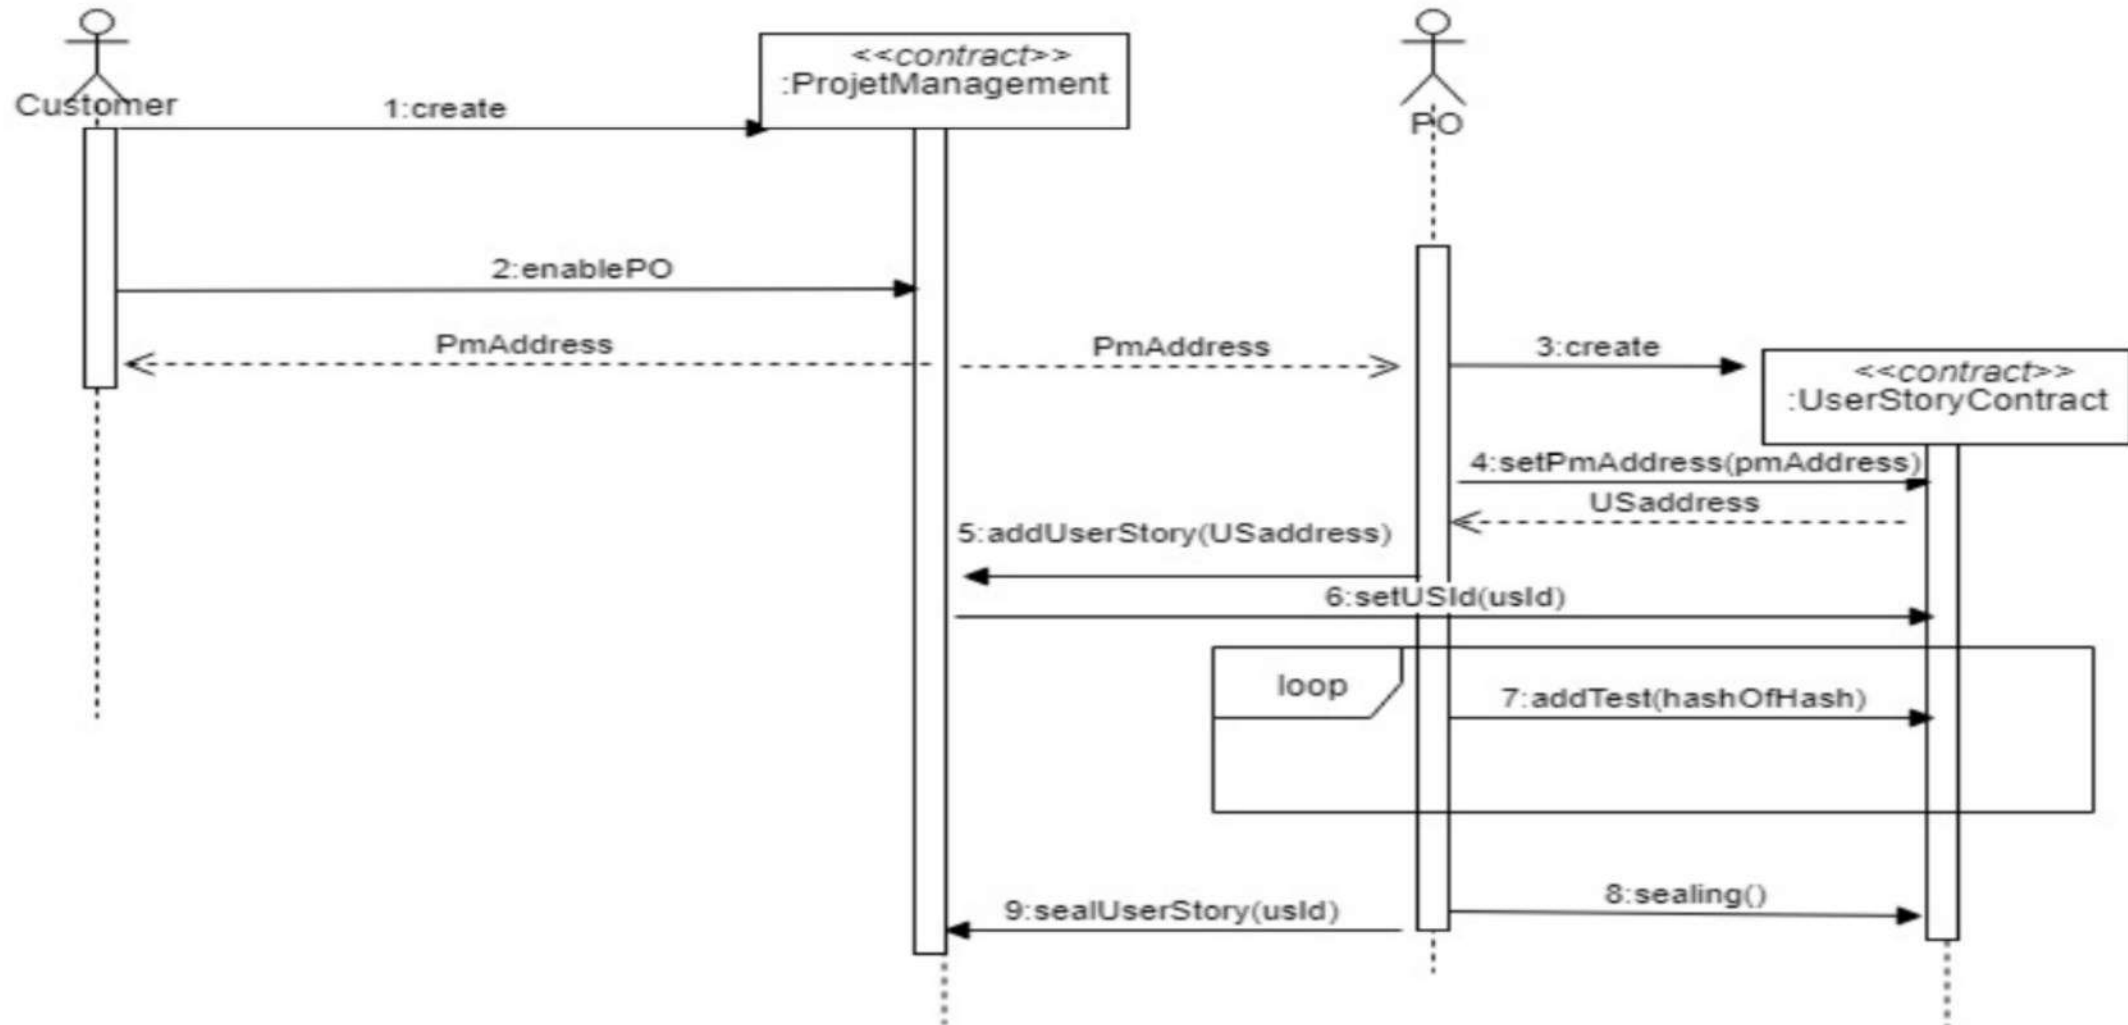 <<contract>>
:ProjetManagement
Customer
1:create
PO
2:enablePO
PmAddress
PmAddress
3:create
<<contract>>
:UserStoryContract
4:setPmAddress(pmAddress)
USaddress
5:addUserStory(USaddress)
6:setUSId(usId)
loop
7:addTest(hashOfHash)
8:sealing()
9:sealUserStory(usId)